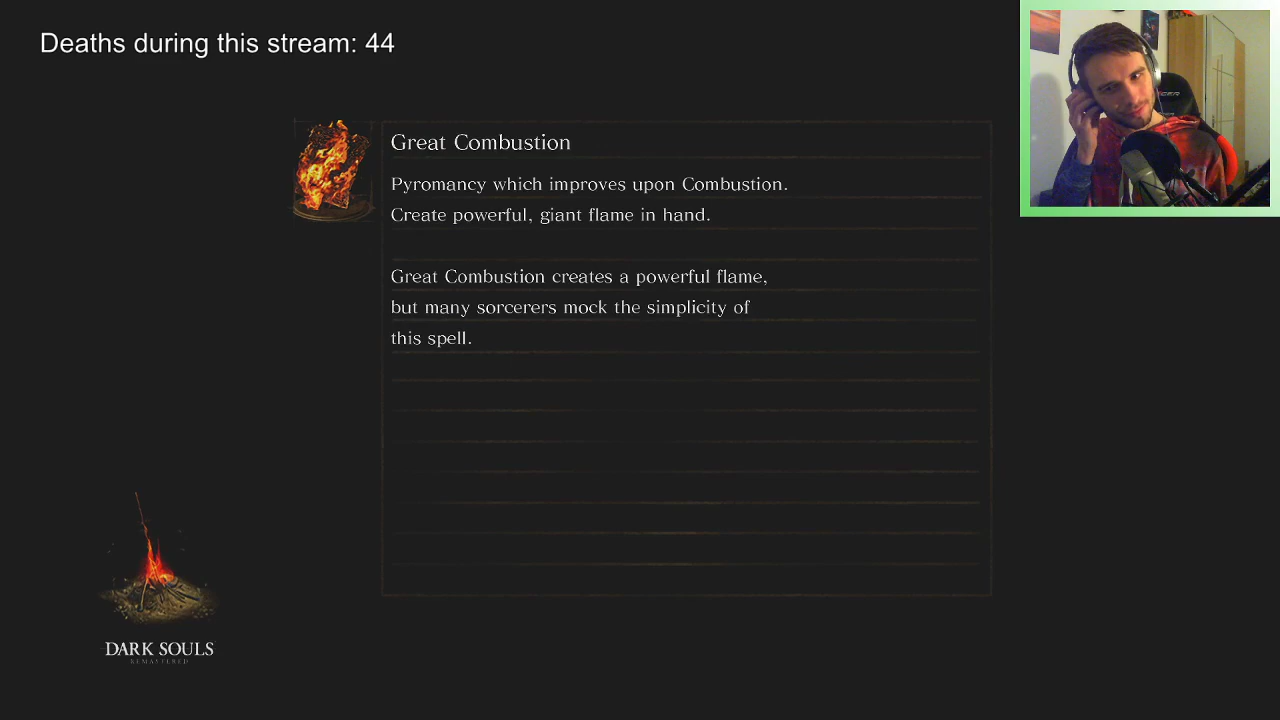 Deaths during this stream: 44
Great Combustion
Pyromancy which improves upon Combustion.
Create powerful, giant flame in hand.
Great Combustion creates a powerful flame,
but many sorcerers mock the simplicity of
this spell.
DARK SOULS
REMASTERED